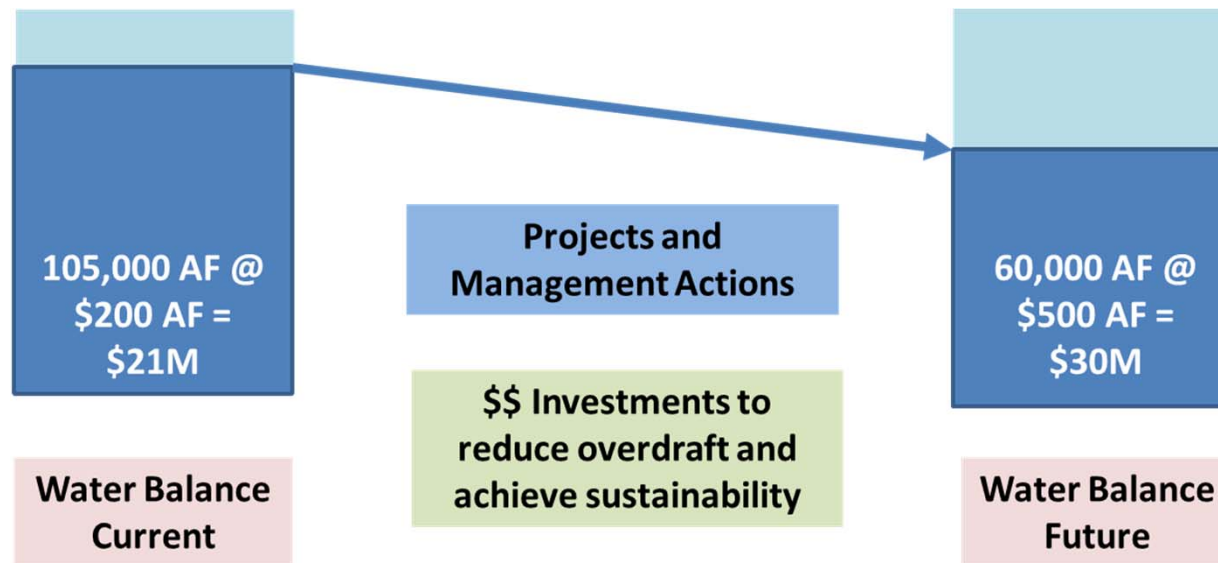 105,000 AF @
$200 AF =
$21M
Projects and
Management Actions
60,000 AF @
$500 AF =
$30M
$$ Investments to
reduce overdraft and
achieve sustainability
Water Balance
Current
Water Balance
Future